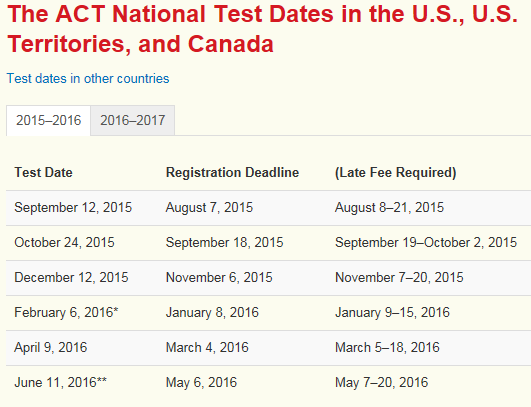 The ACT National Test Dates in the U.S., U.S.
Territories, and Canada
Test dates in other countries
2015–2016 2016–2017
Test Date Registration Deadline (Late Fee Required)
September 12, 2015 August 7, 2015 August 8–21, 2015
October 24, 2015 September 18, 2015 September 19–October 2, 2015
December 12, 2015 November 6, 2015 November 7–20, 2015
February 6, 2016* January 8, 2016 January 9–15, 2016
April 9, 2016 March 4, 2016 March 5–18, 2016
June 11, 2016** May 6, 2016 May 7–20, 2016